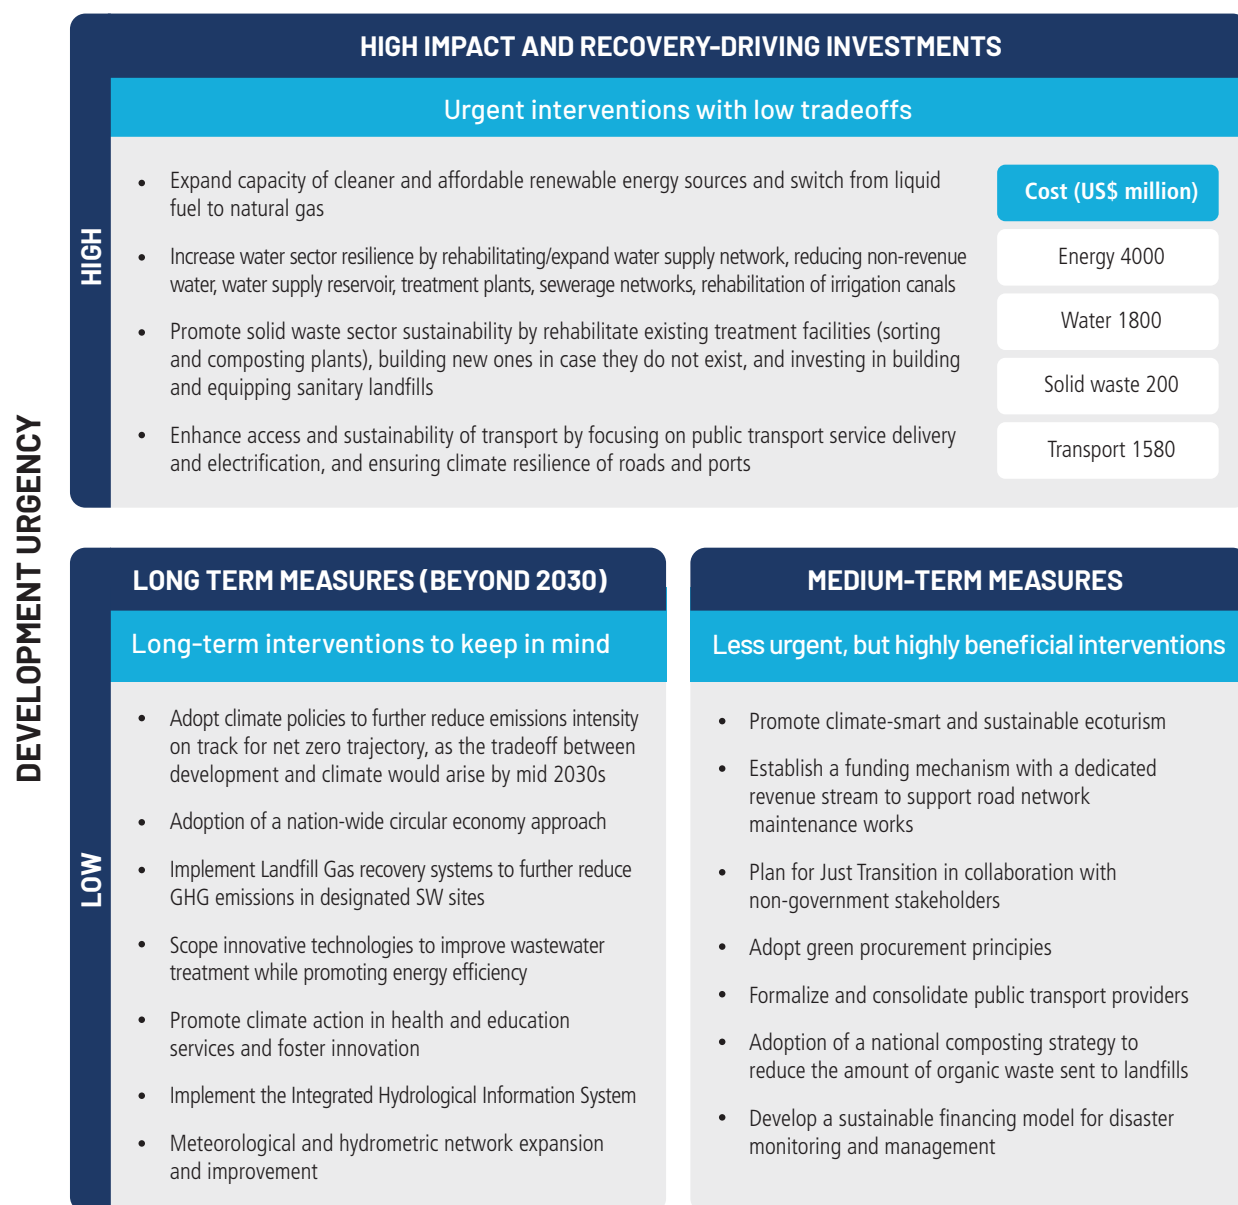 DEVELOPMENT URGENCY
HIGH IMPACT AND RECOVERY-DRIVING INVESTMENTS
Urgent interventions with low tradeoffs
HIGH
• Expand capacity of cleaner and affordable renewable energy sources and switch from liquid
fuel to natural gas
• Increase water sector resilience by rehabilitating/expand water supply network, reducing non-revenue
water, water supply reservoir, treatment plants, sewerage networks, rehabilitation of irrigation canals
• Promote solid waste sector sustainability by rehabilitate existing treatment facilities (sorting
and composting plants), building new ones in case they do not exist, and investing in building
and equipping sanitary landfills
• Enhance access and sustainability of transport by focusing on public transport service delivery
and electrification, and ensuring climate resilience of roads and ports
Cost (US$ million)
Energy 4000
Water 1800
Solid waste 200
Transport 1580
LOW
LONG TERM MEASURES (BEYOND 2030)
Long-term interventions to keep in mind
• Adopt climate policies to further reduce emissions intensity
on track for net zero trajectory, as the tradeoff between
development and climate would arise by mid 2030s
• Adoption of a nation-wide circular economy approach
• Implement Landfill Gas recovery systems to further reduce
GHG emissions in designated SW sites
• Scope innovative technologies to improve wastewater
treatment while promoting energy efficiency
• Promote climate action in health and education
services and foster innovation
• Implement the Integrated Hydrological Information System
• Meteorological and hydrometric network expansion
and improvement
MEDIUM-TERM MEASURES
Less urgent, but highly beneficial interventions
• Promote climate-smart and sustainable ecoturism
• Establish a funding mechanism with a dedicated
revenue stream to support road network
maintenance works
• Plan for Just Transition in collaboration with
non-government stakeholders
• Adopt green procurement principies
• Formalize and consolidate public transport providers
• Adoption of a national composting strategy to
reduce the amount of organic waste sent to landfills
• Develop a sustainable financing model for disaster
monitoring and management